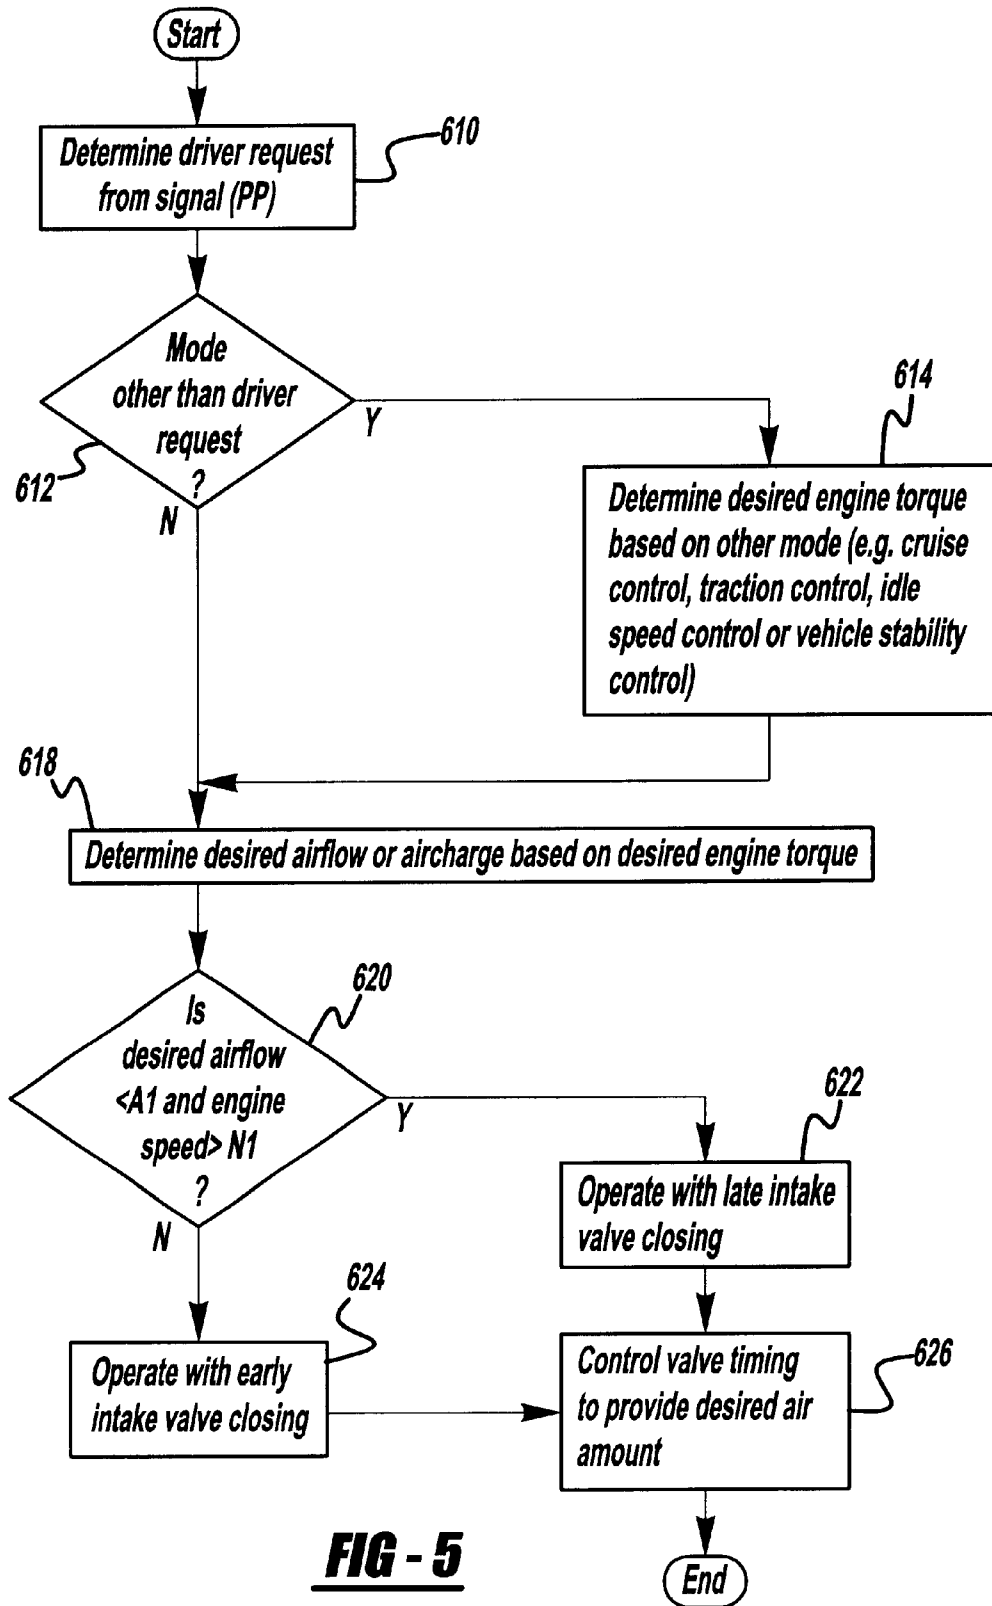 Start
610
Determine driver request
from signal (PP)
Mode
other than driver
request
?
612
Y
N
614
Determine desired engine torque
based on other mode (e.g. cruise
control, traction control, idle
speed control or vehicle stability
control)
618
Determine desired airflow or aircharge based on desired engine torque
620
Is
desired airflow
<A1 and engine
speed> N1
?
Y
N
622
Operate with late intake
valve closing
624
Operate with early
intake valve closing
626
Control valve timing
to provide desired air
amount
FIG - 5
End